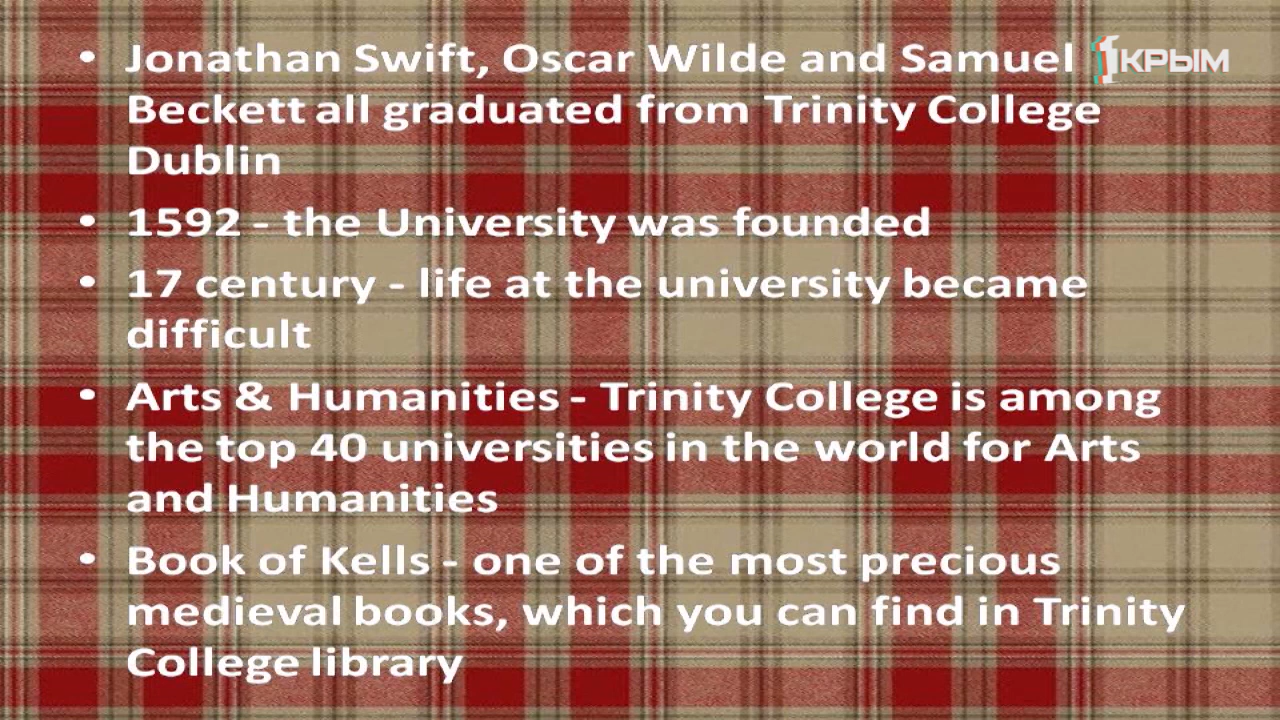 • Jonathan Swift, Oscar Wilde and Samuel
Beckett all graduated from Trinity College
Dublin
• 1592 - the University was founded
• 17 century - life at the university became
difficult
• Arts & Humanities - Trinity College is among
the top 40 universities in the world for Arts
and Humanities
• Book of Kells - one of the most precious
medieval books, which you can find in Trinity
College library
1КРЫМ